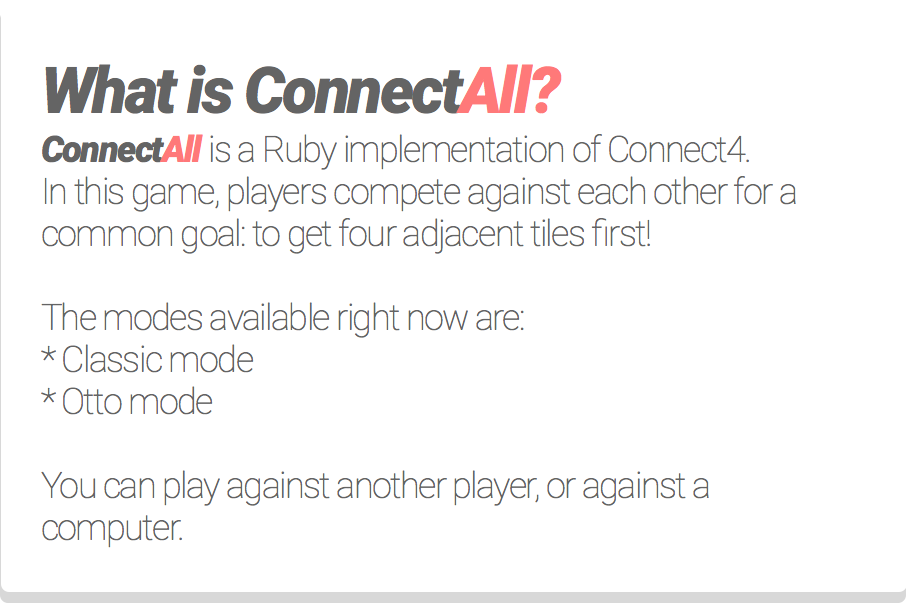 What is ConnectAll?
ConnectAll is a Ruby implementation of Connect4.
In this game, players compete against each other for a
common goal: to get four adjacent tiles first!
The modes available right now are:
* Classic mode
* Otto mode
You can play against another player, or against a
computer.